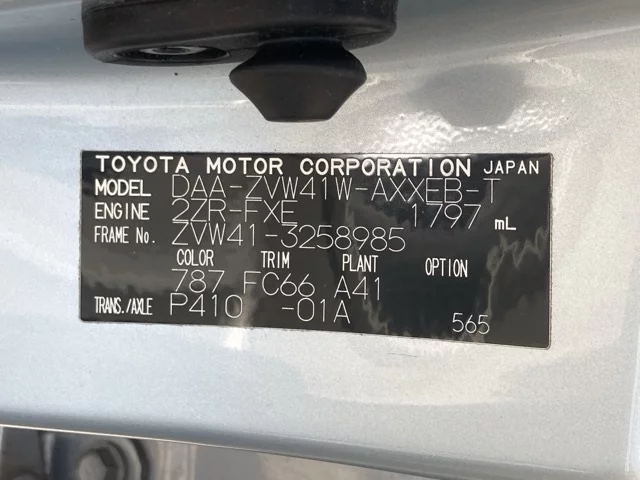 TOYOTA MOTOR CORPORATION JAPAN
MODEL DAA-ZVW41W-AXXEB-T
ENGINE 2ZR-FXE 1797 mL
FRAME No. ZVW41-3258985
COLOR TRIM PLANT OPTION
787 FC66 A41
TRANS./AXLE P410 -01A
565